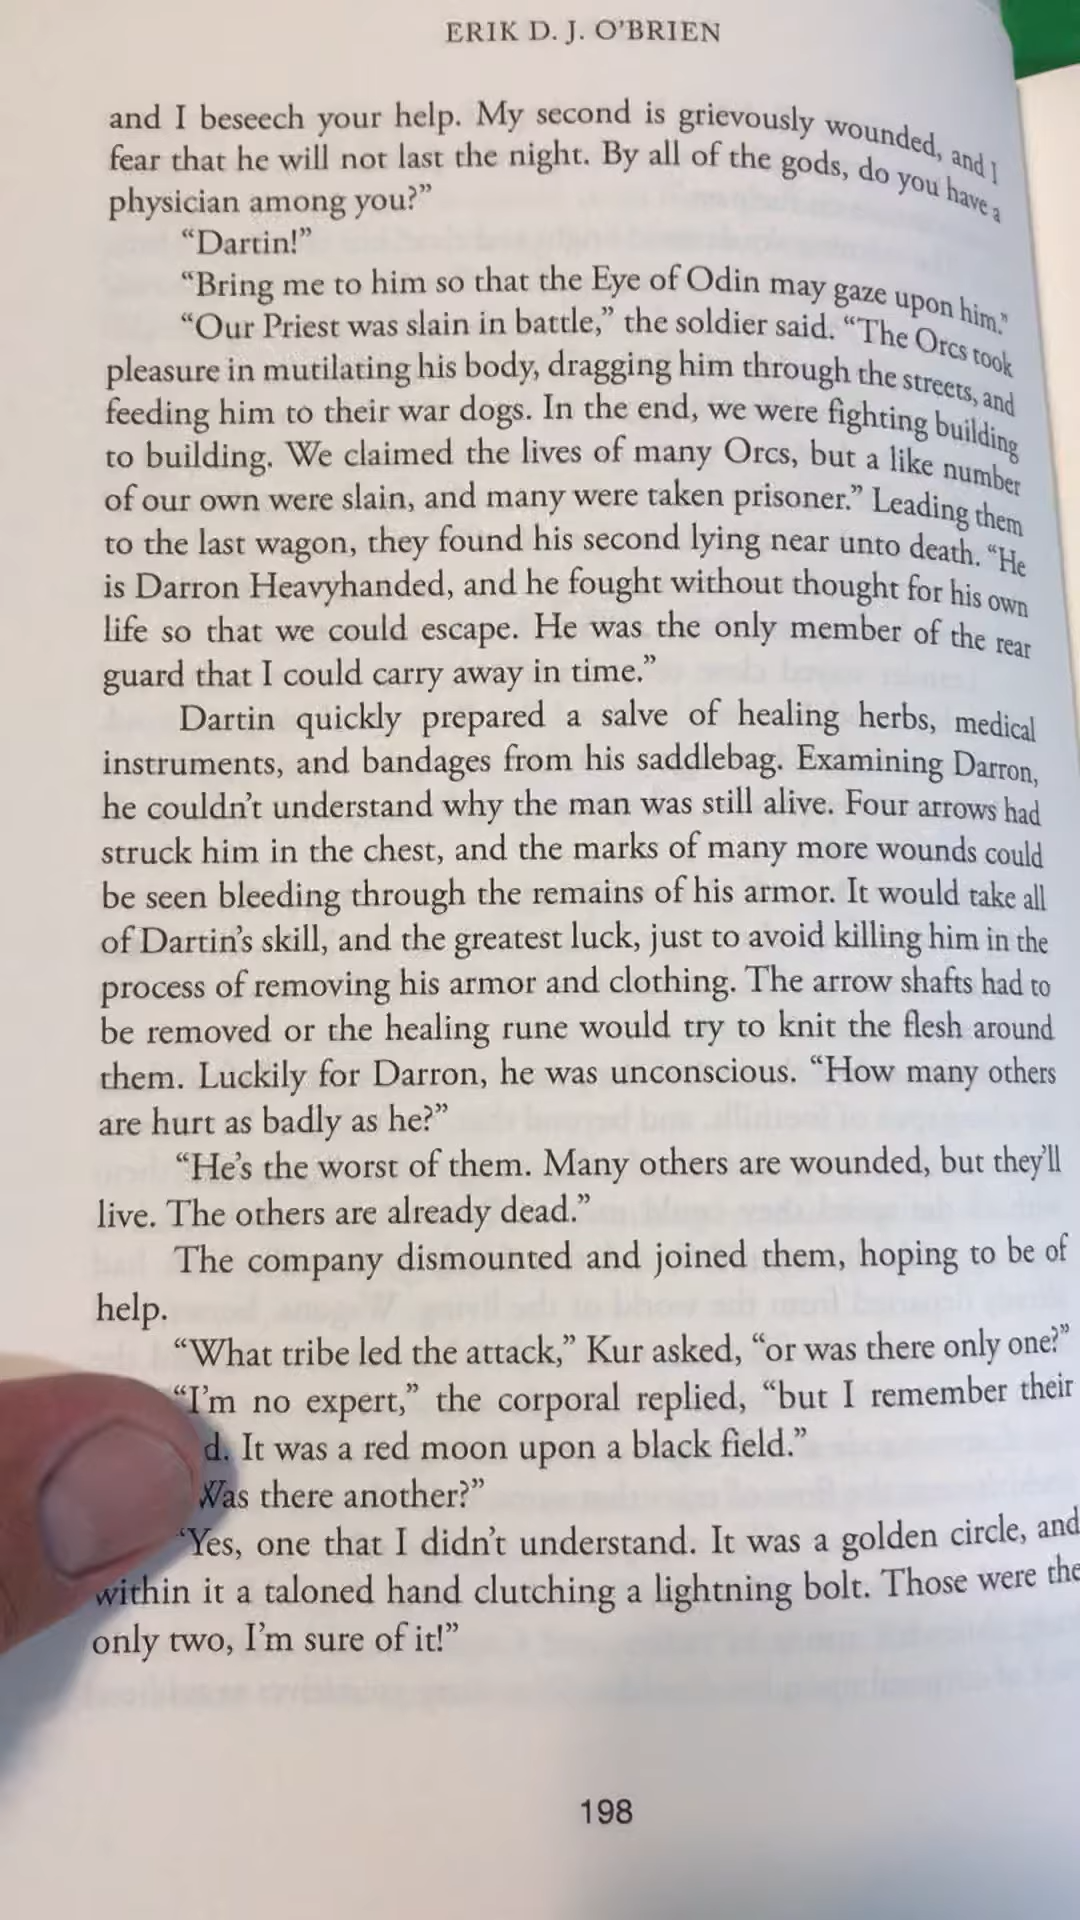 ERIK D. J. O’BRIEN
and I beseech your help. My second is grievously wounded, and I
fear that he will not last the night. By all of the gods, do you have a
physician among you?”
“Dartin!”
“Bring me to him so that the Eye of Odin may gaze upon him.”
“Our Priest was slain in battle,” the soldier said. “The Orcs took
pleasure in mutilating his body, dragging him through the streets, and
feeding him to their war dogs. In the end, we were fighting building
to building. We claimed the lives of many Orcs, but a like number
of our own were slain, and many were taken prisoner.” Leading them
to the last wagon, they found his second lying near unto death. “He
is Darron Heavyhanded, and he fought without thought for his own
life so that we could escape. He was the only member of the rear
guard that I could carry away in time.”
Dartin quickly prepared a salve of healing herbs, medical
instruments, and bandages from his saddlebag. Examining Darron,
he couldn’t understand why the man was still alive. Four arrows had
struck him in the chest, and the marks of many more wounds could
be seen bleeding through the remains of his armor. It would take all
of Dartin’s skill, and the greatest luck, just to avoid killing him in the
process of removing his armor and clothing. The arrow shafts had to
be removed or the healing rune would try to knit the flesh around
them. Luckily for Darron, he was unconscious. “How many others
are hurt as badly as he?”
“He’s the worst of them. Many others are wounded, but they’ll
live. The others are already dead.”
The company dismounted and joined them, hoping to be of
help.
“What tribe led the attack,” Kur asked, “or was there only one?”
“I’m no expert,” the corporal replied, “but I remember their
It was a red moon upon a black field.”
Was there another?”
“Yes, one that I didn’t understand. It was a golden circle, and
within it a taloned hand clutching a lightning bolt. Those were the
only two, I’m sure of it!”
198